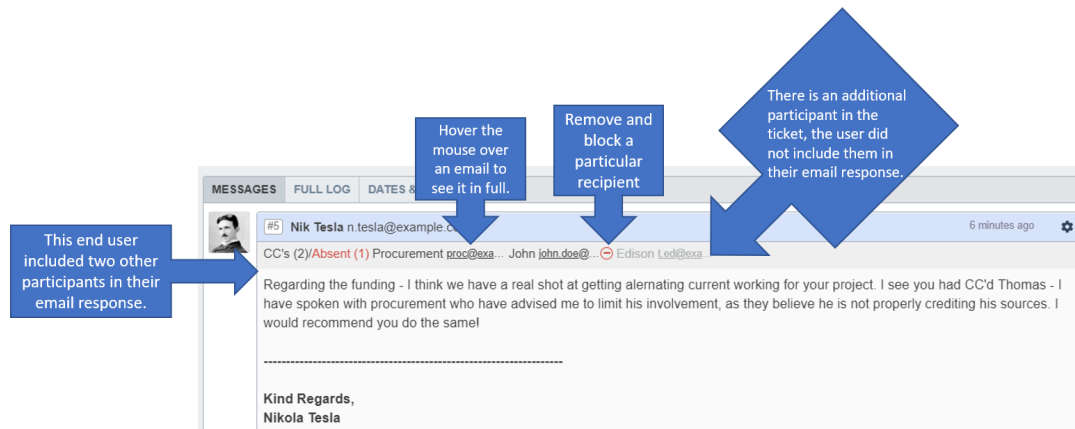 There is an additional
participant in the
ticket, the user did
not include them in
their email response.
Hover the
mouse over
an email to
see it in full.
Remove and
block a
particular
recipient
This end user
included two other
participants in their
email response.
MESSAGES FULL LOG DATES &
#5 Nik Tesla n.tesla@example.c
6 minutes ago
CC's (2)/Absent (1) Procurement proc@exa... John john.doe@... Edison t.ed@exa...
Regarding the funding - I think we have a real shot at getting alernating current working for your project. I see you had CC'd Thomas - I
have spoken with procurement who have advised me to limit his involvement, as they believe he is not properly crediting his sources. I
would recommend you do the same!
--------------------------------------------------------------------
Kind Regards,
Nikola Tesla